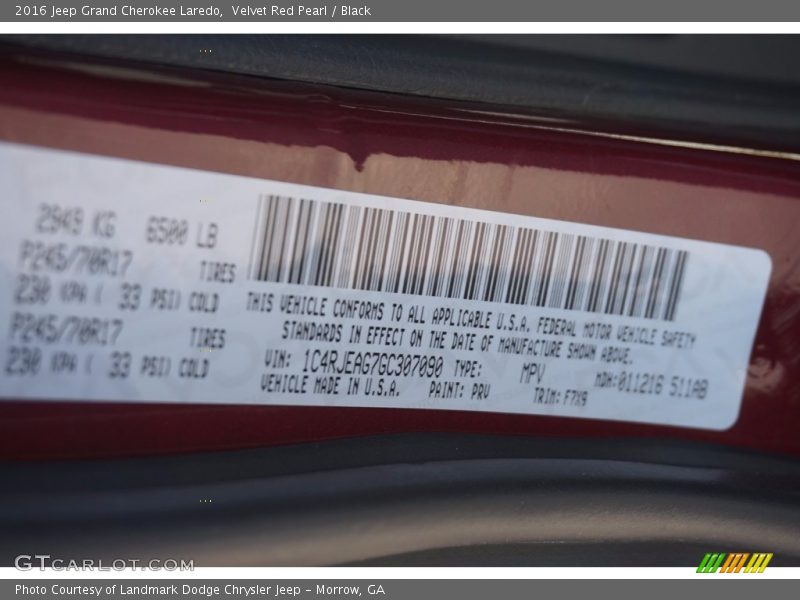 2016 Jeep Grand Cherokee Laredo, Velvet Red Pearl / Black
2949 KG 6500 LB
P245/70R17 TIRES
230 KPA ( 33 PSI) COLD
P245/70R17 TIRES
230 KPA ( 33 PSI) COLD
THIS VEHICLE CONFORMS TO ALL APPLICABLE U.S.A. FEDERAL MOTOR VEHICLE SAFETY
STANDARDS IN EFFECT ON THE DATE OF MANUFACTURE SHOWN ABOVE.
VIN: 1C4RJEAG7GC307090 TYPE: MPV MDH:011216 511AB
VEHICLE MADE IN U.S.A. PAINT: PRV TRIM: F7X9
GTCARLOT.COM
Photo Courtesy of Landmark Dodge Chrysler Jeep – Morrow, GA